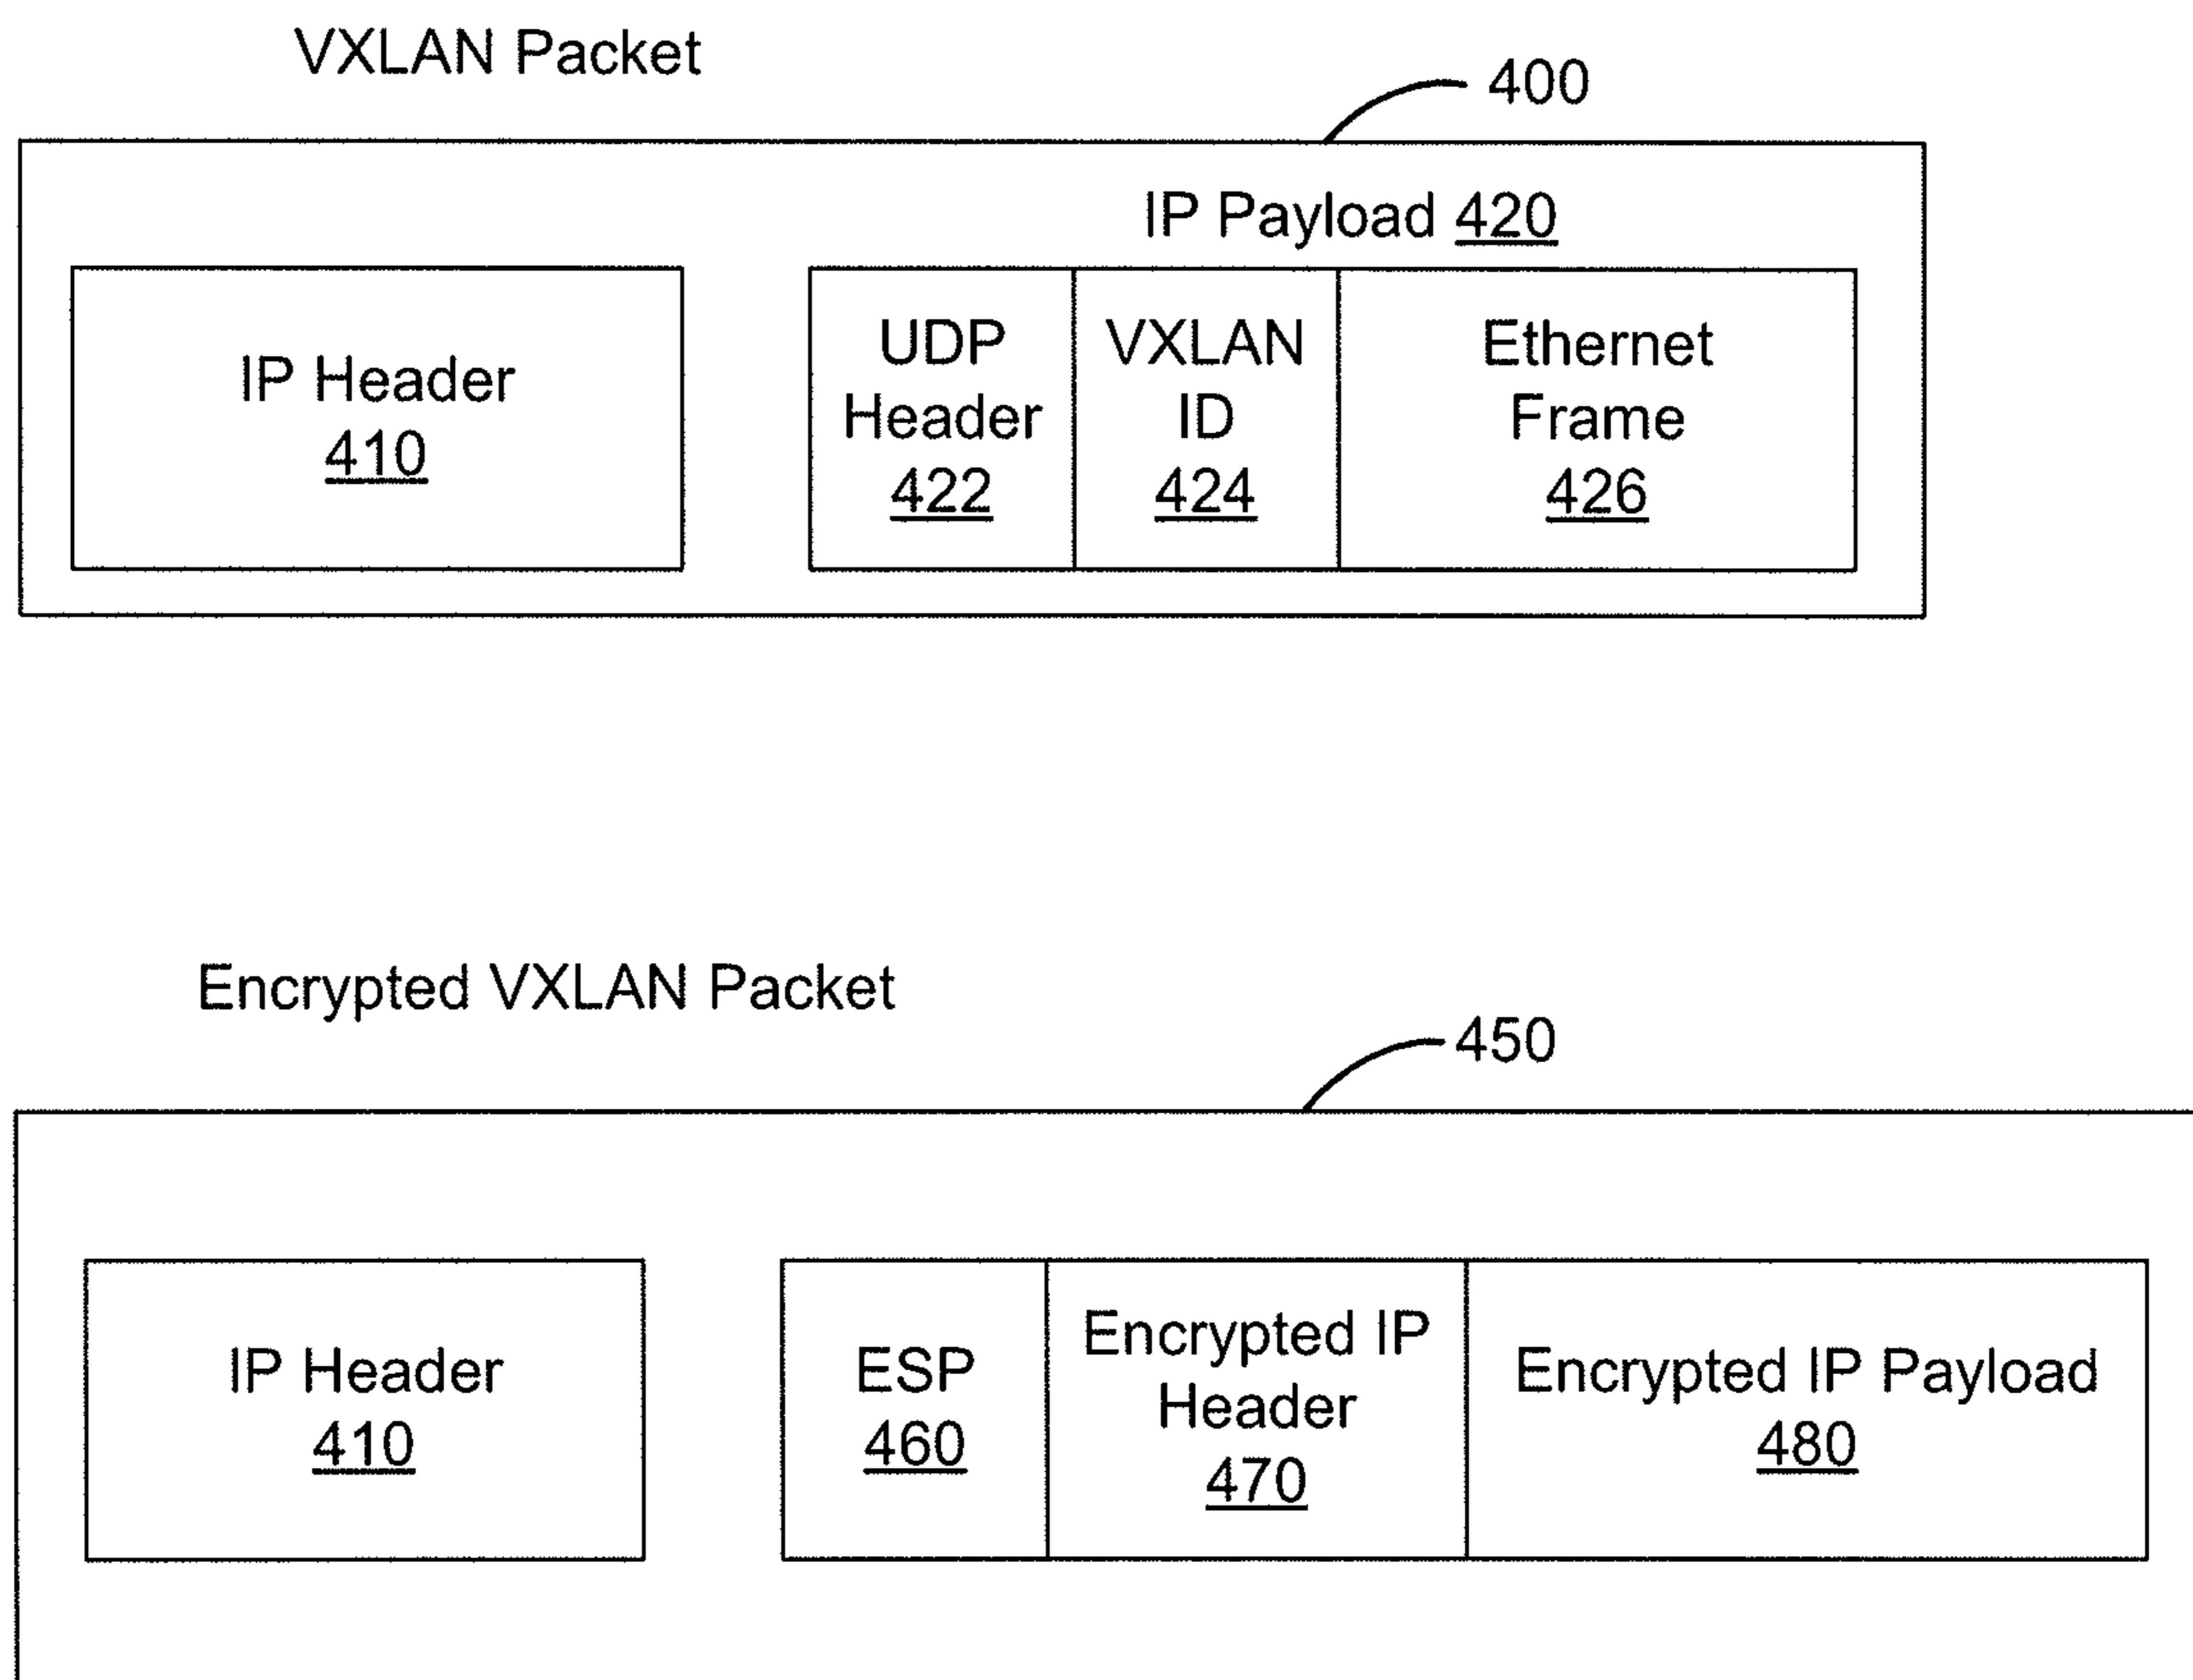 VXLAN Packet
400
IP Payload 420
IP Header
410
UDP
Header
422
VXLAN
ID
424
Ethernet
Frame
426
Encrypted VXLAN Packet
450
IP Header
410
ESP
460
Encrypted IP
Header
470
Encrypted IP Payload
480